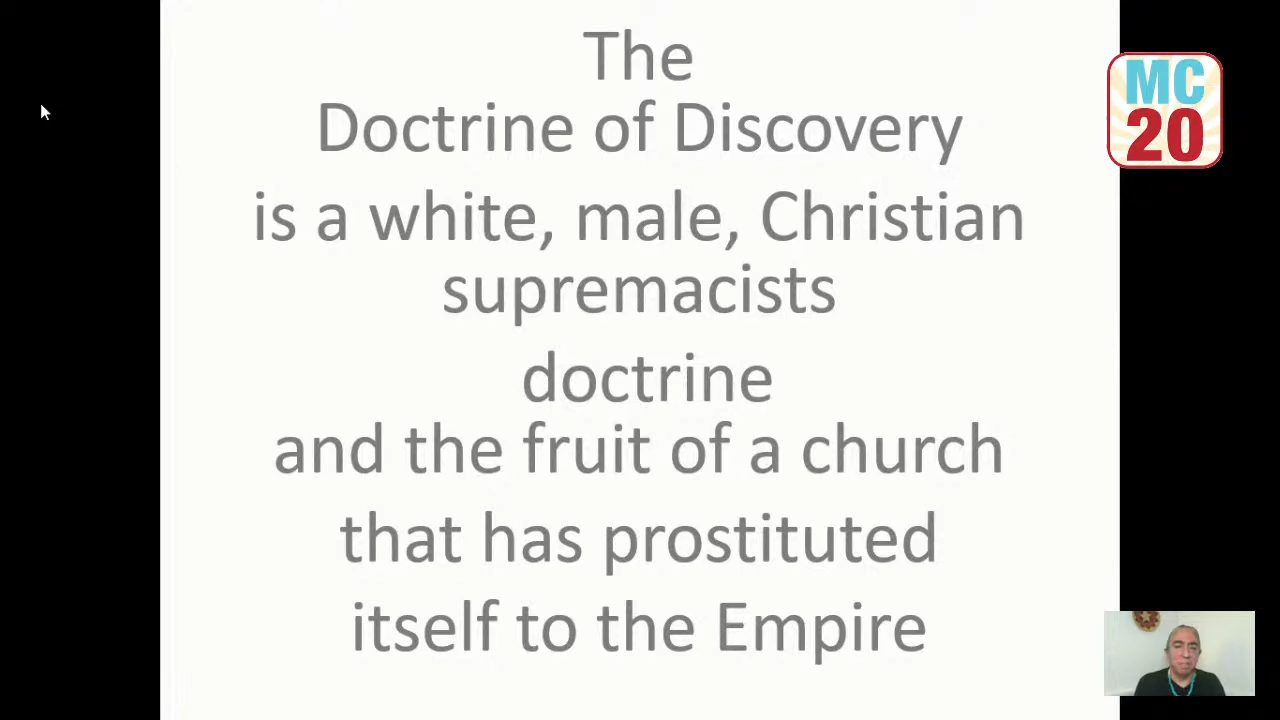 The
Doctrine of Discovery
is a white, male, Christian
supremacists
doctrine
and the fruit of a church
that has prostituted
itself to the Empire
MC
20